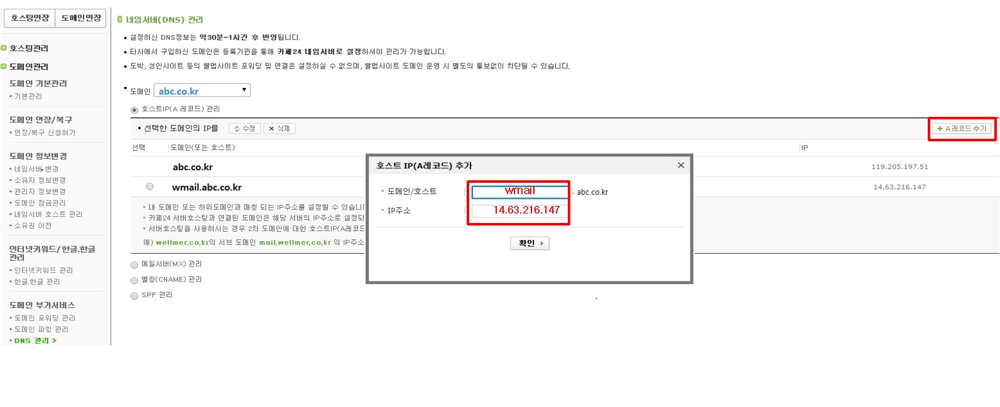 호스팅연장 도메인연장
호스팅관리
도메인관리
도메인 기본관리
• 기본관리
도메인 연장/복구
• 연장/복구 신청하기
도메인 정보변경
• 네임서버 변경
• 소유자 정보변경
• 관리자 정보변경
• 도메인 잠금관리
• 네임서버 호스트 관리
• 소유권 이전
인터넷키워드/한글.한글
관리
• 인터넷키워드 관리
• 한글.한글 관리
도메인 부가서비스
• 도메인 포워딩 관리
• 도메인 파킹 관리
• DNS 관리
네임서버(DNS) 관리
• 설정하신 DNS정보는 약30분~1시간 후 반영됩니다.
• 타사에서 구입하신 도메인은 등록기관을 통해 카페24 네임서버로 설정하셔야 관리가 가능합니다.
• 도박, 성인사이트 등의 불법사이트 포워딩 및 연결은 설정하실 수 없으며, 불법사이트 도메인 운영 시 별도의 통보없이 차단될 수 있습니다.
• 도메인 abc.co.kr
호스트IP(A 레코드) 관리
• 선택한 도메인의 IP를 수정 삭제 + A 레코드 추가
선택 도메인(또는 호스트) IP
abc.co.kr 119.205.197.51
wmail.abc.co.kr 14.63.216.147
• 내 도메인 또는 하위도메인과 매칭 되는 IP주소를 설정할 수 있습니다
• 카페24 서버호스팅과 연결된 도메인은 해당 서버의 IP주소로 설정되
• 서버호스팅을 사용하시는 경우 2차 도메인에 대한 호스트IP(A레코드
예) wellmer.co.kr의 서브 도메인 mail.wellmer.co.kr 의 IP주소
메일서버(MX) 관리
별칭(CNAME) 관리
SPF 관리
호스트 IP(A레코드) 추가
• 도메인/호스트 wmail . abc.co.kr
• IP주소 14.63.216.147
확인 ›